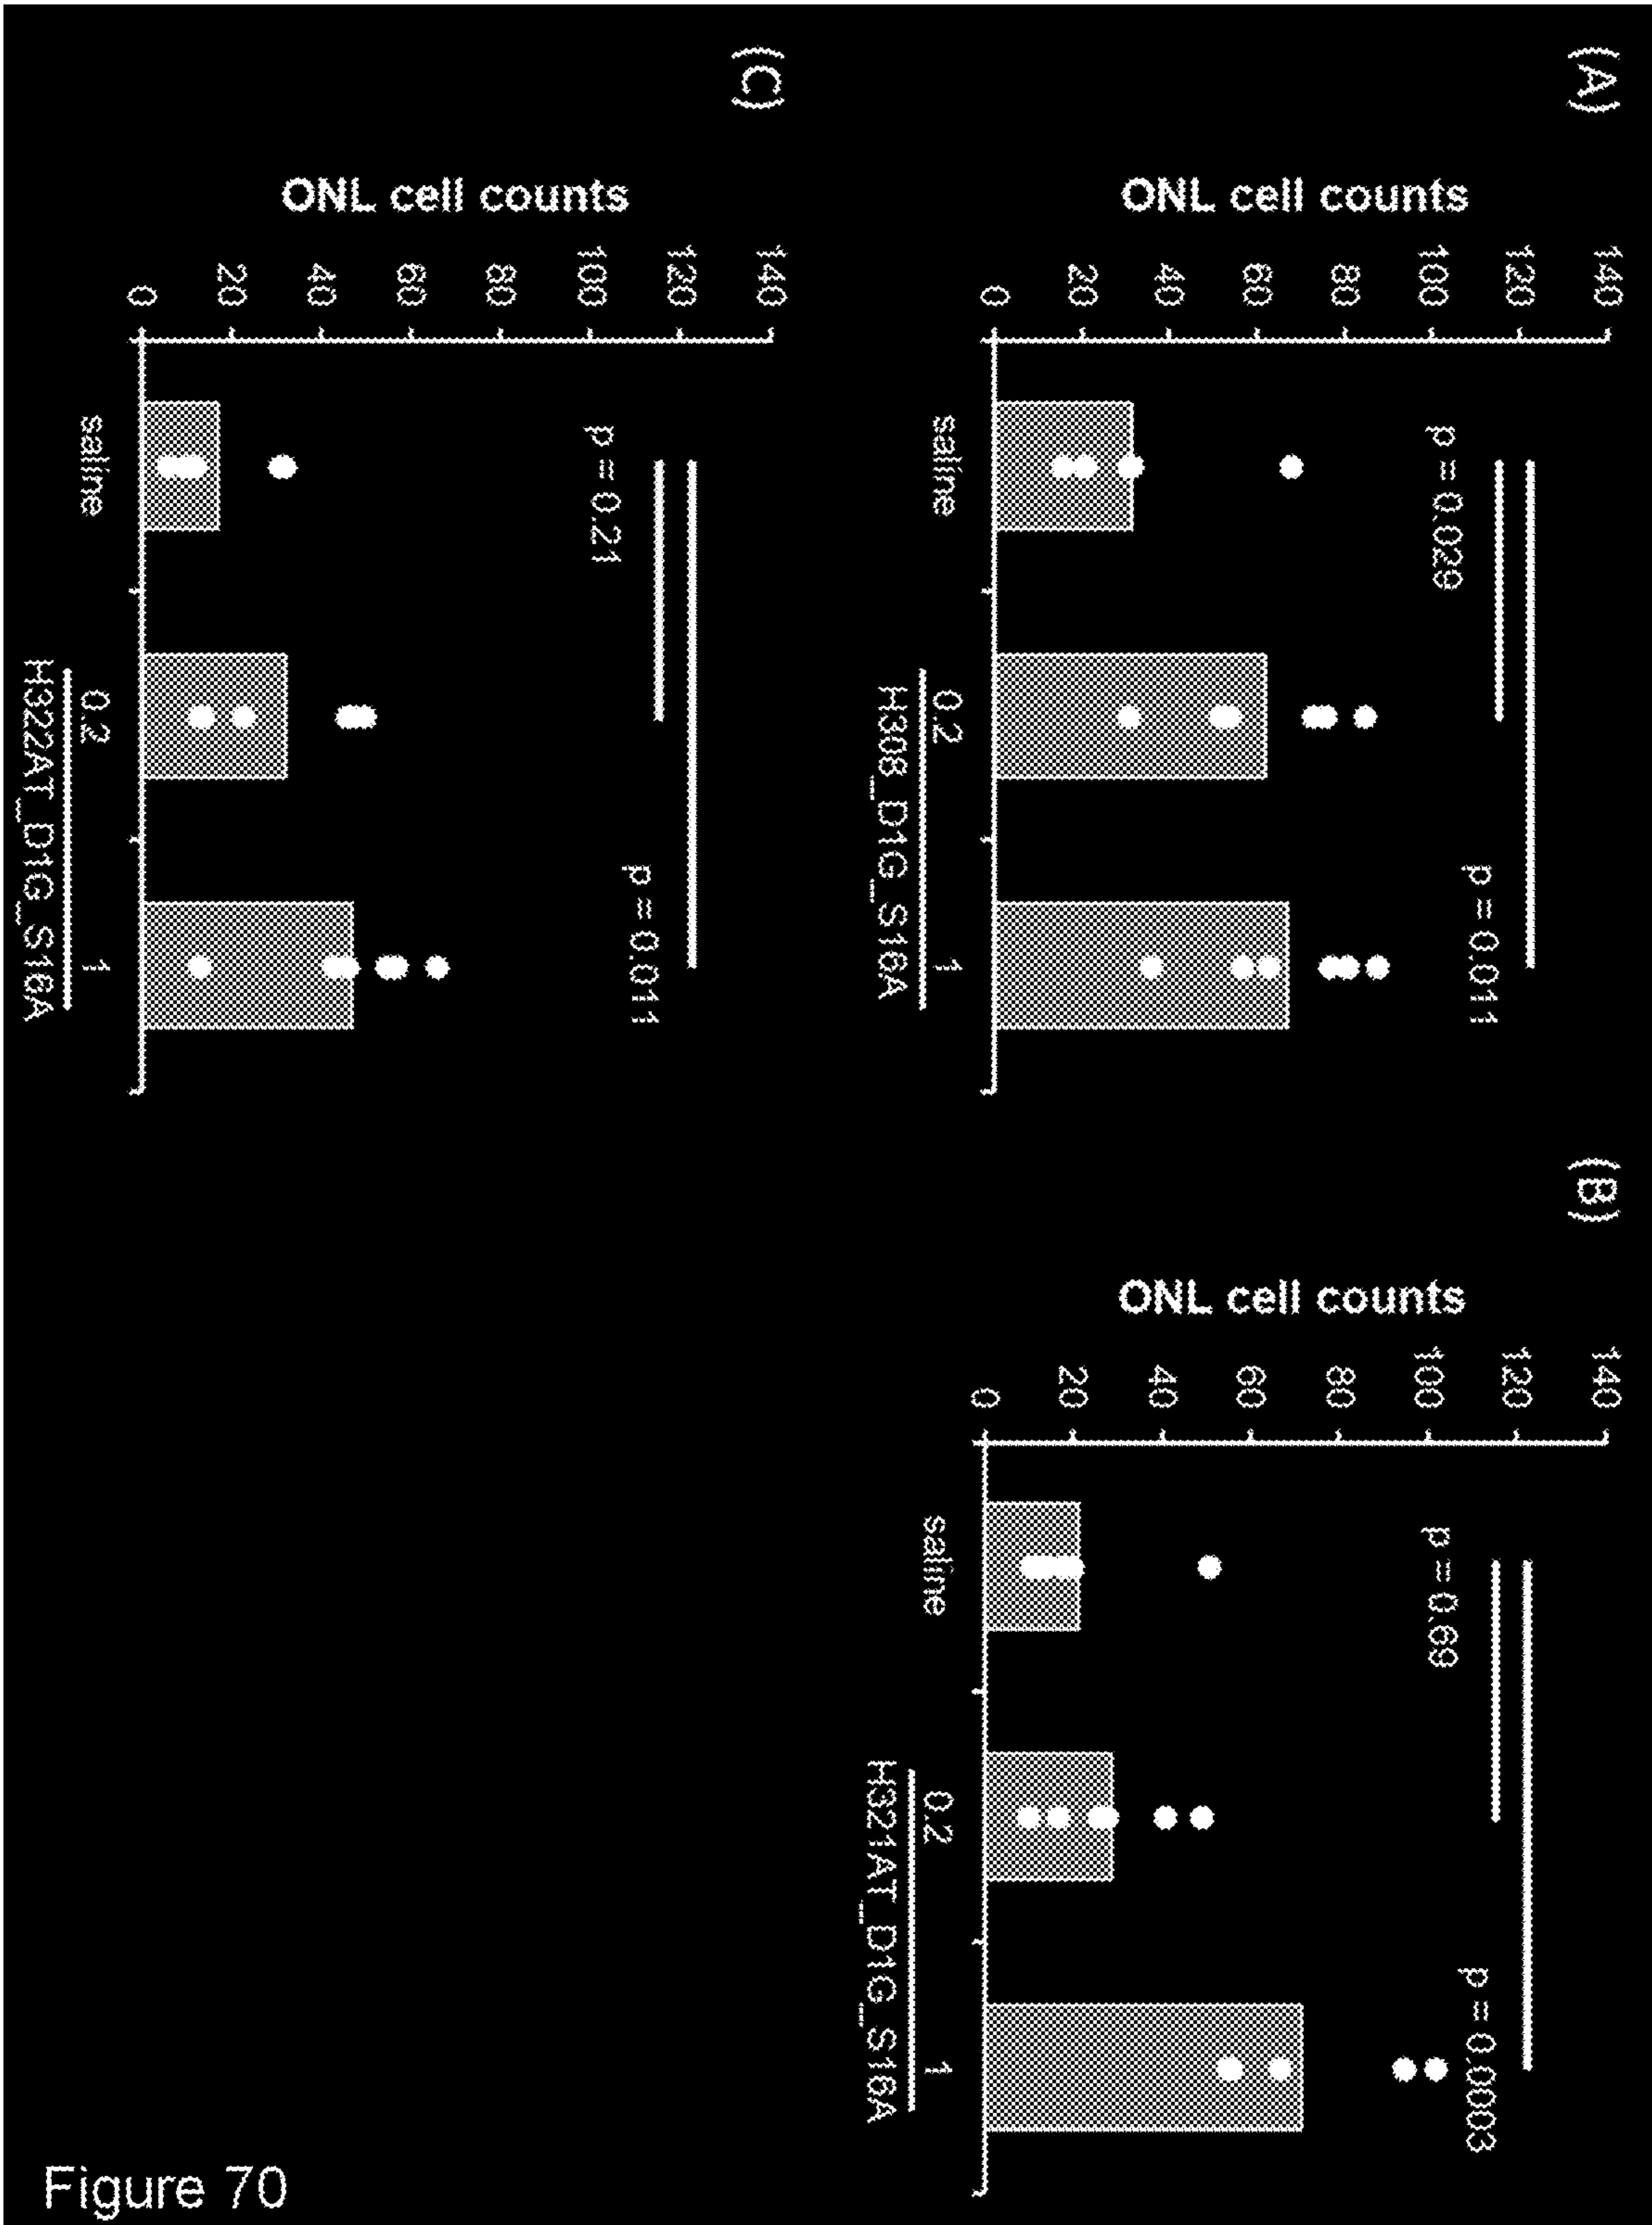 (A)
ONL cell counts
140
120
100
80
60
40
20
0
p = 0.029
p = 0.011
saline
0.2
1
H308_D1G_S16A
(B)
ONL cell counts
140
120
100
80
60
40
20
0
p = 0.69
p = 0.0003
saline
0.2
1
H321AT_D1G_S16A
(C)
ONL cell counts
140
120
100
80
60
40
20
0
p = 0.21
p = 0.011
saline
0.2
1
H322AT_D1G_S16A
Figure 70